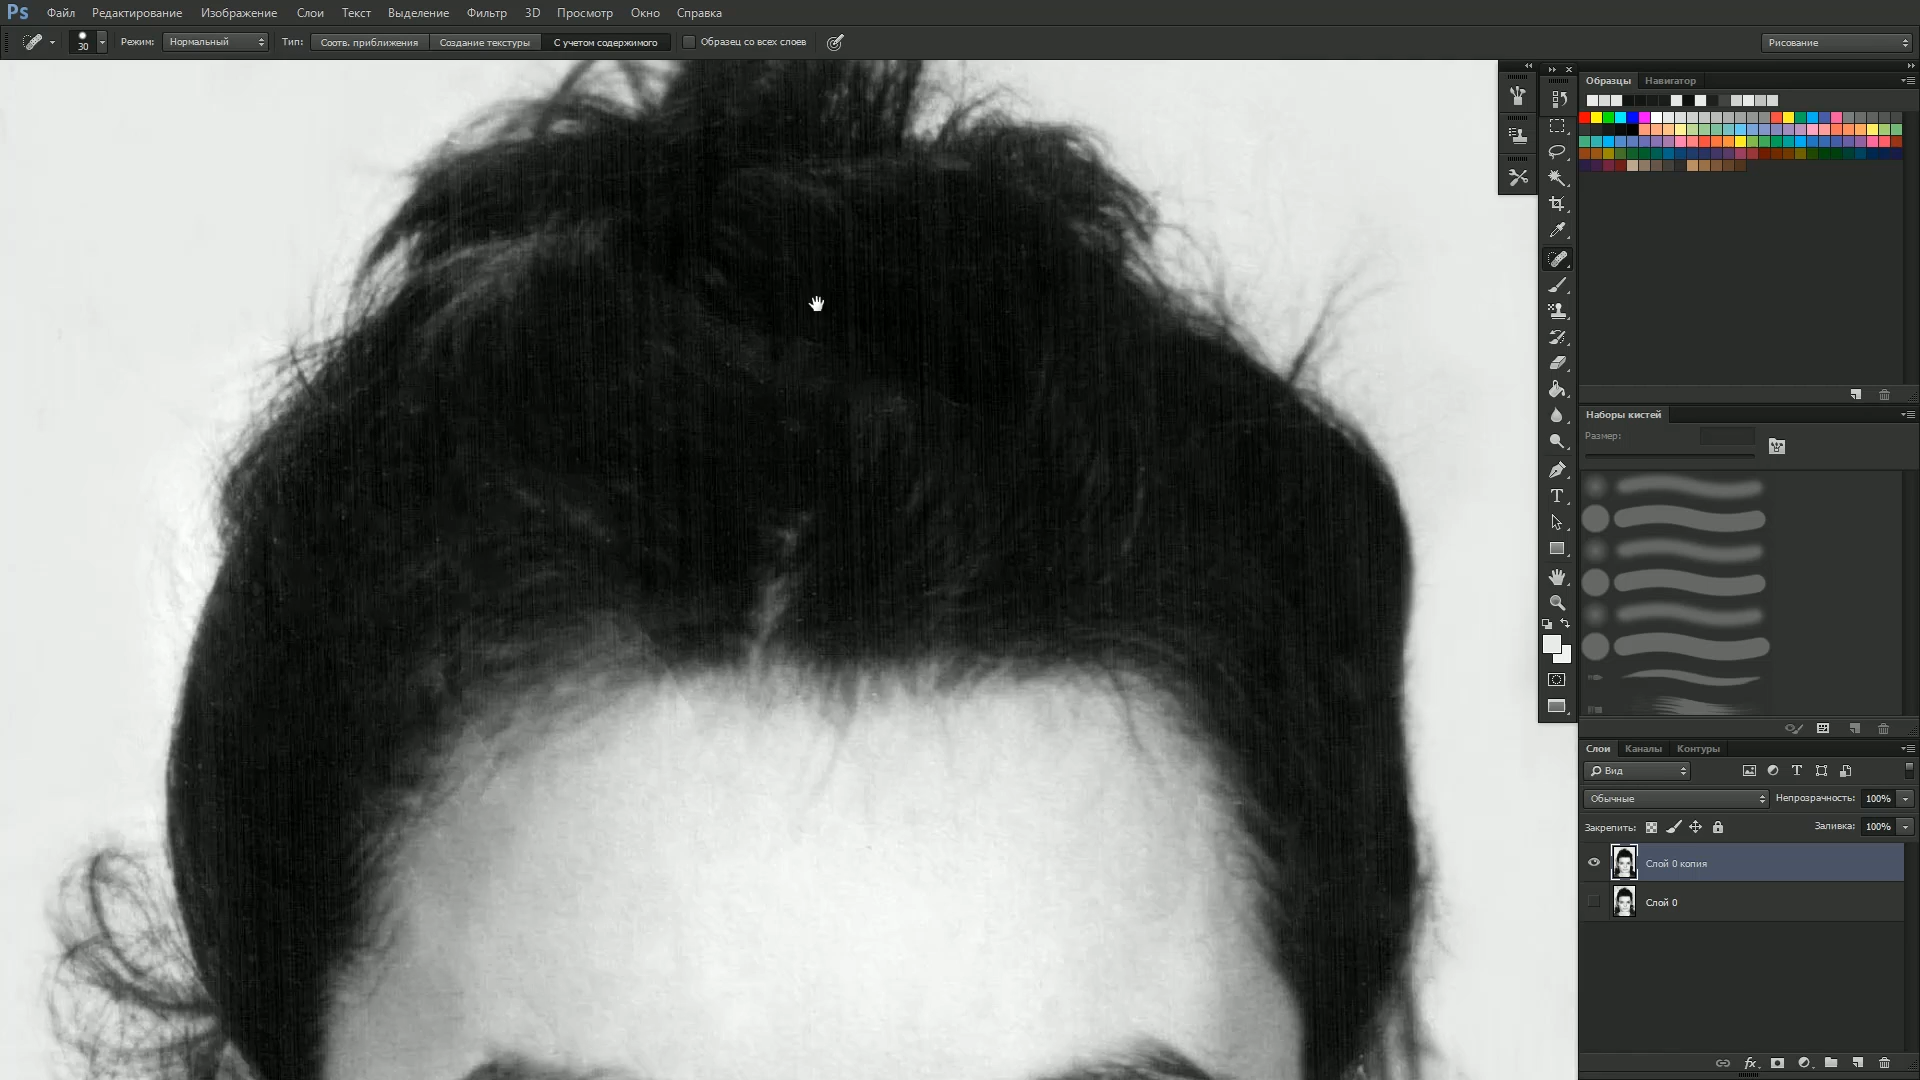 Ps Файл Редактирование Изображение Слои Текст Выделение Фильтр 3D Просмотр Окно Справка
30 Режим: Нормальный Тип: Соотв. приближения Создание текстуры С учетом содержимого Образец со всех слоев Рисование
Образцы Навигатор
Наборы кистей
Размер:
Слои Каналы Контуры
Вид
Обычные Непрозрачность: 100%
Закрепить: Заливка: 100%
Слой 0 копия
Слой 0